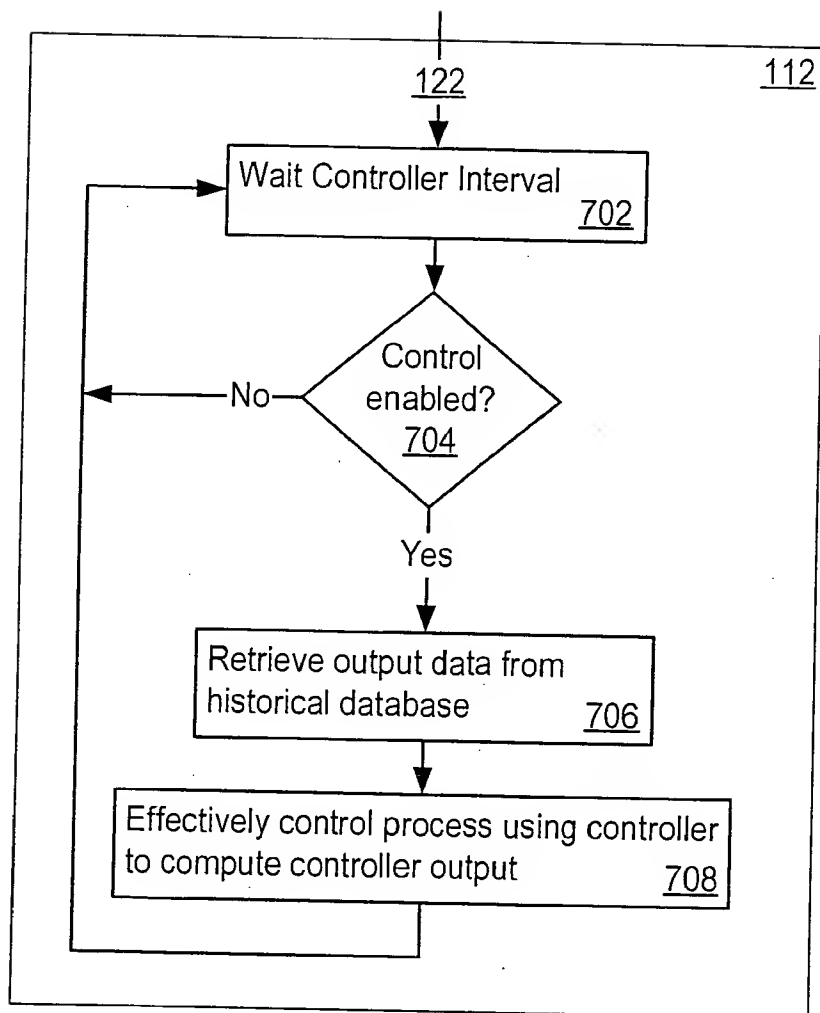 112
122
Wait Controller Interval
702
Control
enabled?
704
No
Yes
Retrieve output data from
historical database
706
Effectively control process using controller
to compute controller output
708